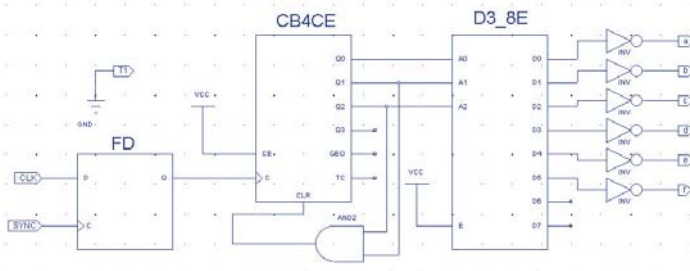 CB4CE
D3_8E
T1
GND
VCC
FD
CLK
D
Q
SYNC
C
Q0
Q1
Q2
Q3
CE
CEO
C
TC
CLR
AND2
VCC
A0
A1
A2
E
D0
D1
D2
D3
D4
D5
D6
D7
INV
INV
INV
INV
INV
INV
a
b
c
d
e
f